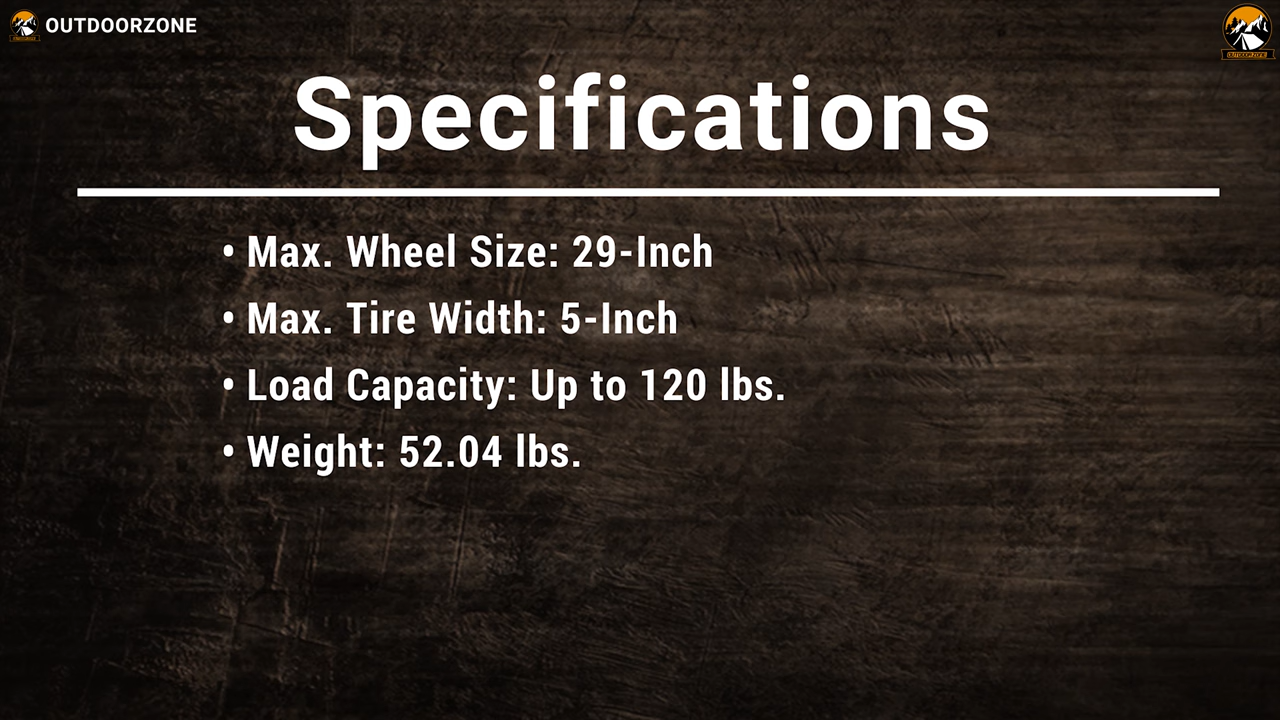 OUTDOORZONE
OUTDOORZONE
Specifications
• Max. Wheel Size: 29-Inch
• Max. Tire Width: 5-Inch
• Load Capacity: Up to 120 lbs.
• Weight: 52.04 lbs.